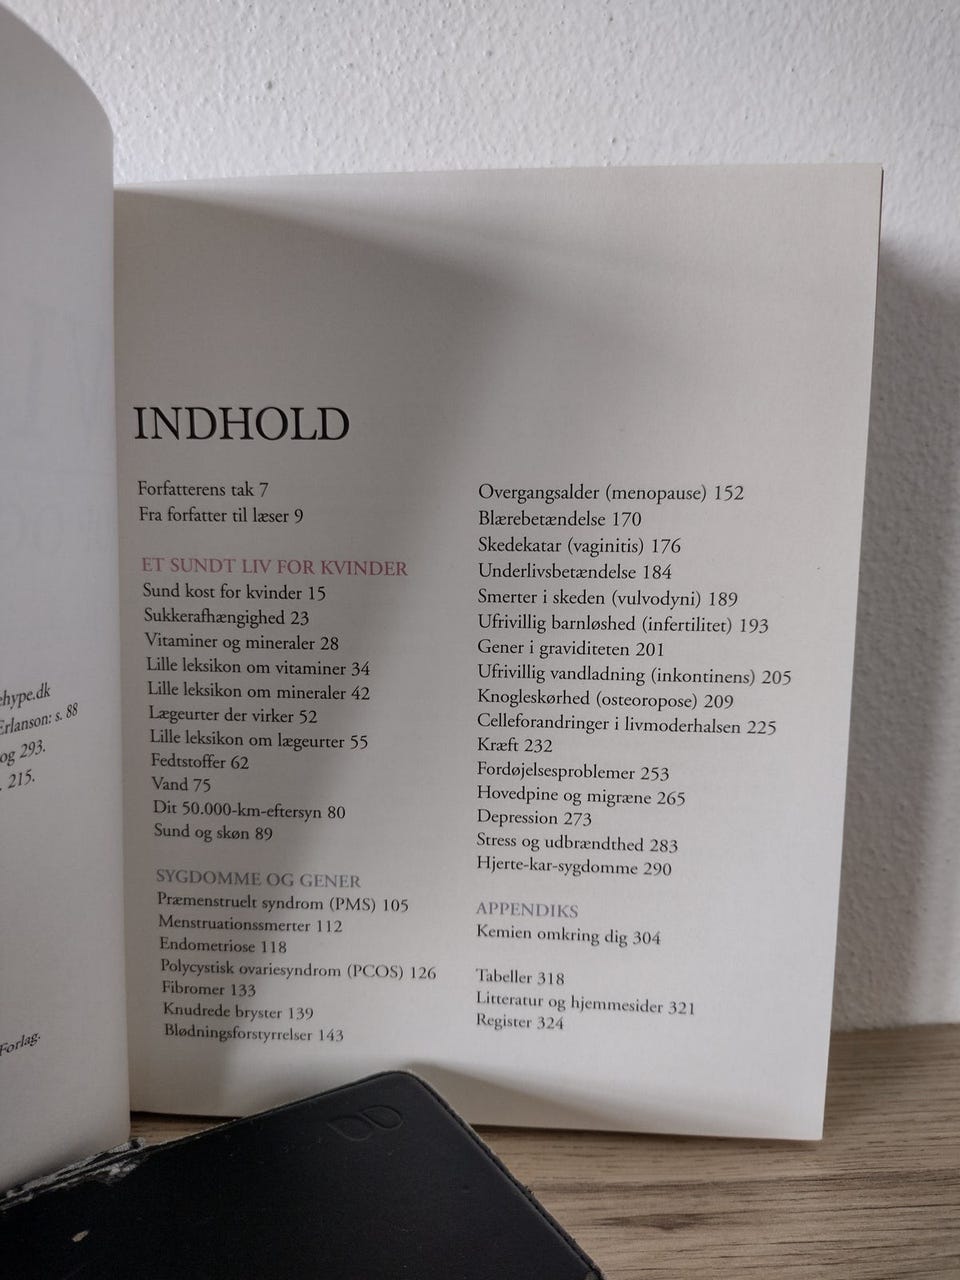 ehype.dk
Erlanson: s. 88
og 293.
215.
Forlag.
INDHOLD
Forfatterens tak 7
Fra forfatter til læser 9
ET SUNDT LIV FOR KVINDER
Sund kost for kvinder 15
Sukkerafhængighed 23
Vitaminer og mineraler 28
Lille leksikon om vitaminer 34
Lille leksikon om mineraler 42
Lægeurter der virker 52
Lille leksikon om lægeurter 55
Fedtstoffer 62
Vand 75
Dit 50.000-km-eftersyn 80
Sund og skøn 89
SYGDOMME OG GENER
Præmenstruelt syndrom (PMS) 105
Menstruationssmerter 112
Endometriose 118
Polycystisk ovariesyndrom (PCOS) 126
Fibromer 133
Knudrede bryster 139
Blødningsforstyrrelser 143
Overgangsalder (menopause) 152
Blærebetændelse 170
Skedekatar (vaginitis) 176
Underlivsbetændelse 184
Smerter i skeden (vulvodyni) 189
Ufrivillig barnløshed (infertilitet) 193
Gener i graviditeten 201
Ufrivillig vandladning (inkontinens) 205
Knogleskørhed (osteoporose) 209
Celleforandringer i livmoderhalsen 225
Kræft 232
Fordøjelsesproblemer 253
Hovedpine og migræne 265
Depression 273
Stress og udbrændthed 283
Hjerte-kar-sygdomme 290
APPENDIKS
Kemien omkring dig 304
Tabeller 318
Litteratur og hjemmesider 321
Register 324